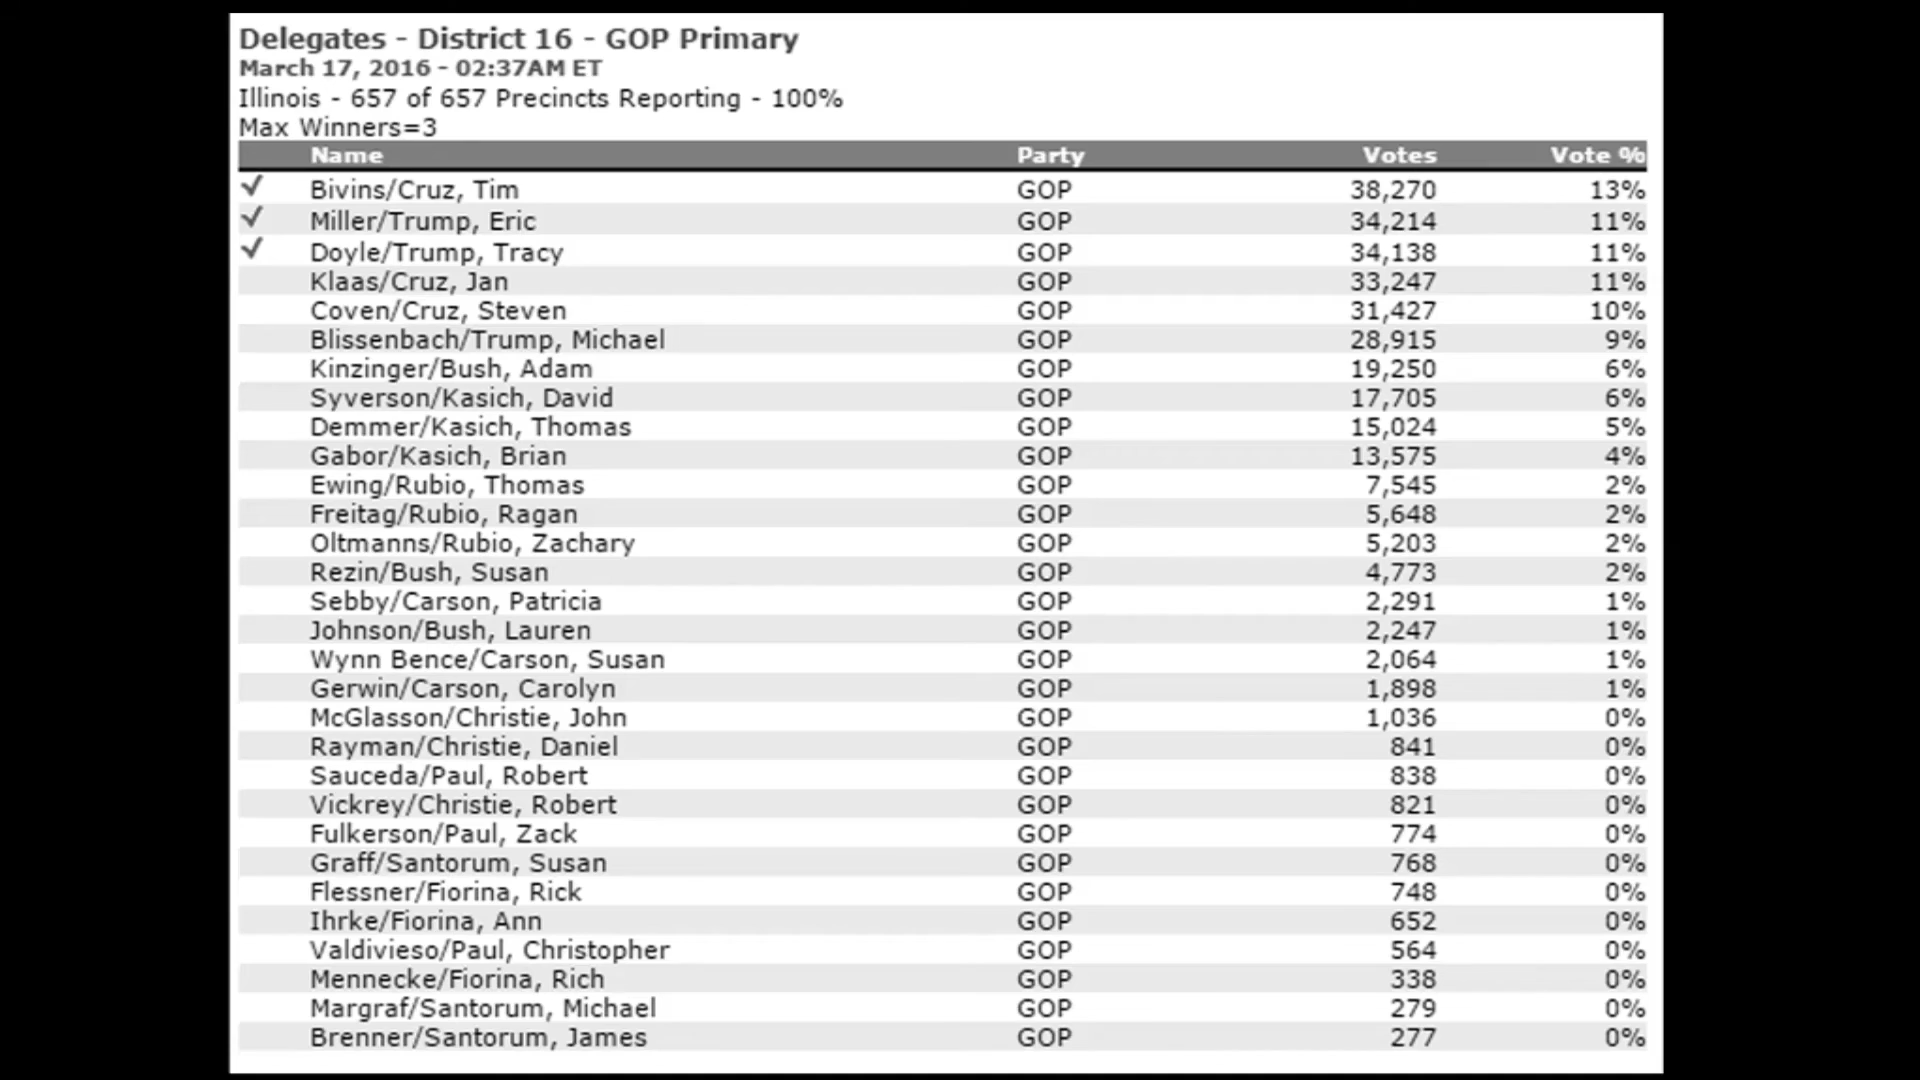 Delegates - District 16 - GOP Primary
March 17, 2016 - 02:37AM ET
Illinois - 657 of 657 Precincts Reporting - 100%
Max Winners=3
Name Party Votes Vote %
✓ Bivins/Cruz, Tim GOP 38,270 13%
✓ Miller/Trump, Eric GOP 34,214 11%
✓ Doyle/Trump, Tracy GOP 34,138 11%
Klaas/Cruz, Jan GOP 33,247 11%
Coven/Cruz, Steven GOP 31,427 10%
Blissenbach/Trump, Michael GOP 28,915 9%
Kinzinger/Bush, Adam GOP 19,250 6%
Syverson/Kasich, David GOP 17,705 6%
Demmer/Kasich, Thomas GOP 15,024 5%
Gabor/Kasich, Brian GOP 13,575 4%
Ewing/Rubio, Thomas GOP 7,545 2%
Freitag/Rubio, Ragan GOP 5,648 2%
Oltmanns/Rubio, Zachary GOP 5,203 2%
Rezin/Bush, Susan GOP 4,773 2%
Sebby/Carson, Patricia GOP 2,291 1%
Johnson/Bush, Lauren GOP 2,247 1%
Wynn Bence/Carson, Susan GOP 2,064 1%
Gerwin/Carson, Carolyn GOP 1,898 1%
McGlasson/Christie, John GOP 1,036 0%
Rayman/Christie, Daniel GOP 841 0%
Sauceda/Paul, Robert GOP 838 0%
Vickrey/Christie, Robert GOP 821 0%
Fulkerson/Paul, Zack GOP 774 0%
Graff/Santorum, Susan GOP 768 0%
Flessner/Fiorina, Rick GOP 748 0%
Ihrke/Fiorina, Ann GOP 652 0%
Valdivieso/Paul, Christopher GOP 564 0%
Mennecke/Fiorina, Rich GOP 338 0%
Margraf/Santorum, Michael GOP 279 0%
Brenner/Santorum, James GOP 277 0%